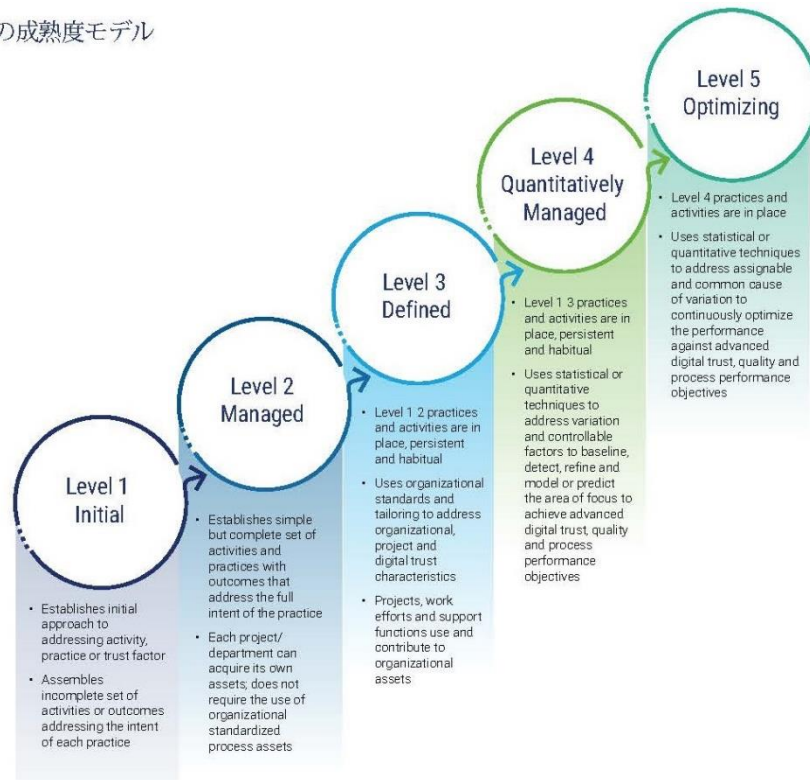 の成熟度モデル
Level 1
Initial
• Establishes initial
approach to
addressing activity,
practice or trust factor
• Assembles
incomplete set of
activities or outcomes
addressing the intent
of each practice
Level 2
Managed
• Establishes simple
but complete set of
activities and
practices with
outcomes that
address the full
intent of the practice
• Each project/
department can
acquire its own
assets; does not
require the use of
organizational
standardized
process assets
Level 3
Defined
• Level 1 2 practices
and activities are in
place, persistent
and habitual
• Uses organizational
standards and
tailoring to address
organizational,
project and
digital trust
characteristics
• Projects, work
efforts and support
functions use and
contribute to
organizational
assets
Level 4
Quantitatively
Managed
• Level 1 3 practices
and activities are in
place, persistent
and habitual
• Uses statistical or
quantitative
techniques to
address variation
and controllable
factors to baseline,
detect, refine and
model or predict
the area of focus to
achieve advanced
digital trust, quality
and process
performance
objectives
Level 5
Optimizing
• Level 4 practices and
activities are in place
• Uses statistical or
quantitative techniques
to address assignable
and common cause
of variation to
continuously optimize
the performance
against advanced
digital trust, quality and
process performance
objectives